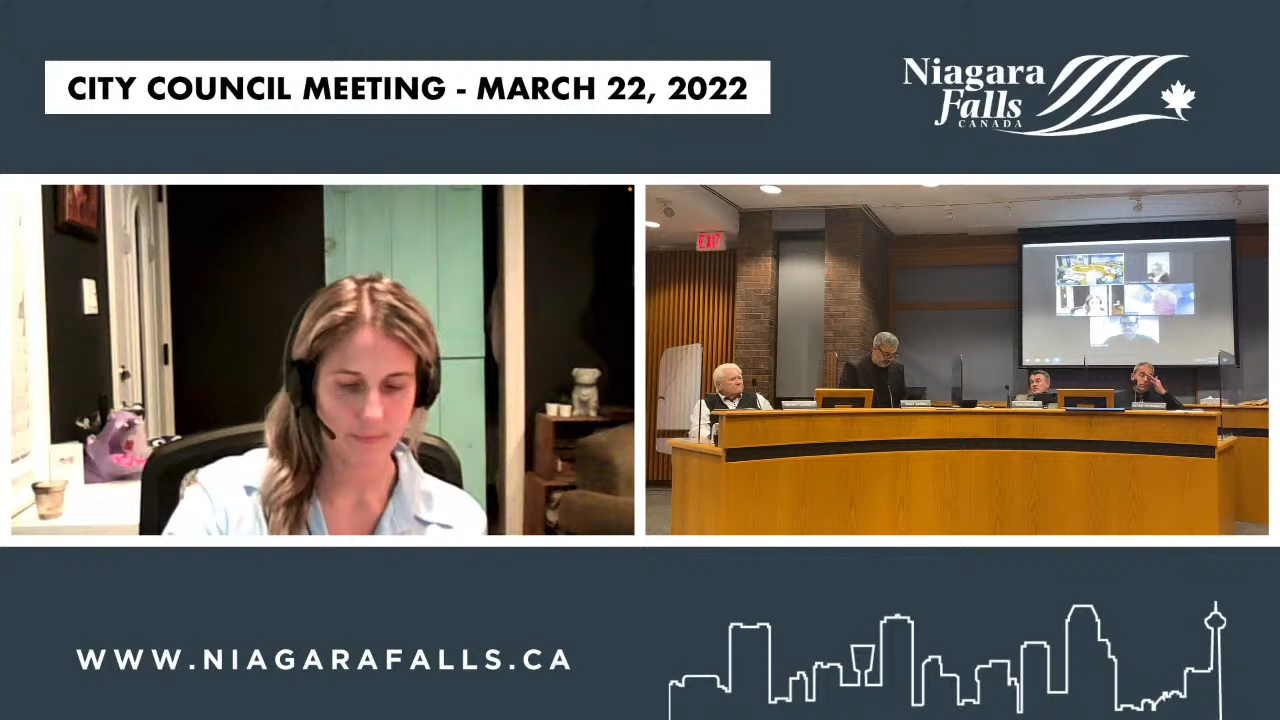 CITY COUNCIL MEETING - MARCH 22, 2022
Niagara
Falls
CANADA
EXIT
WWW.NIAGARAFALLS.CA